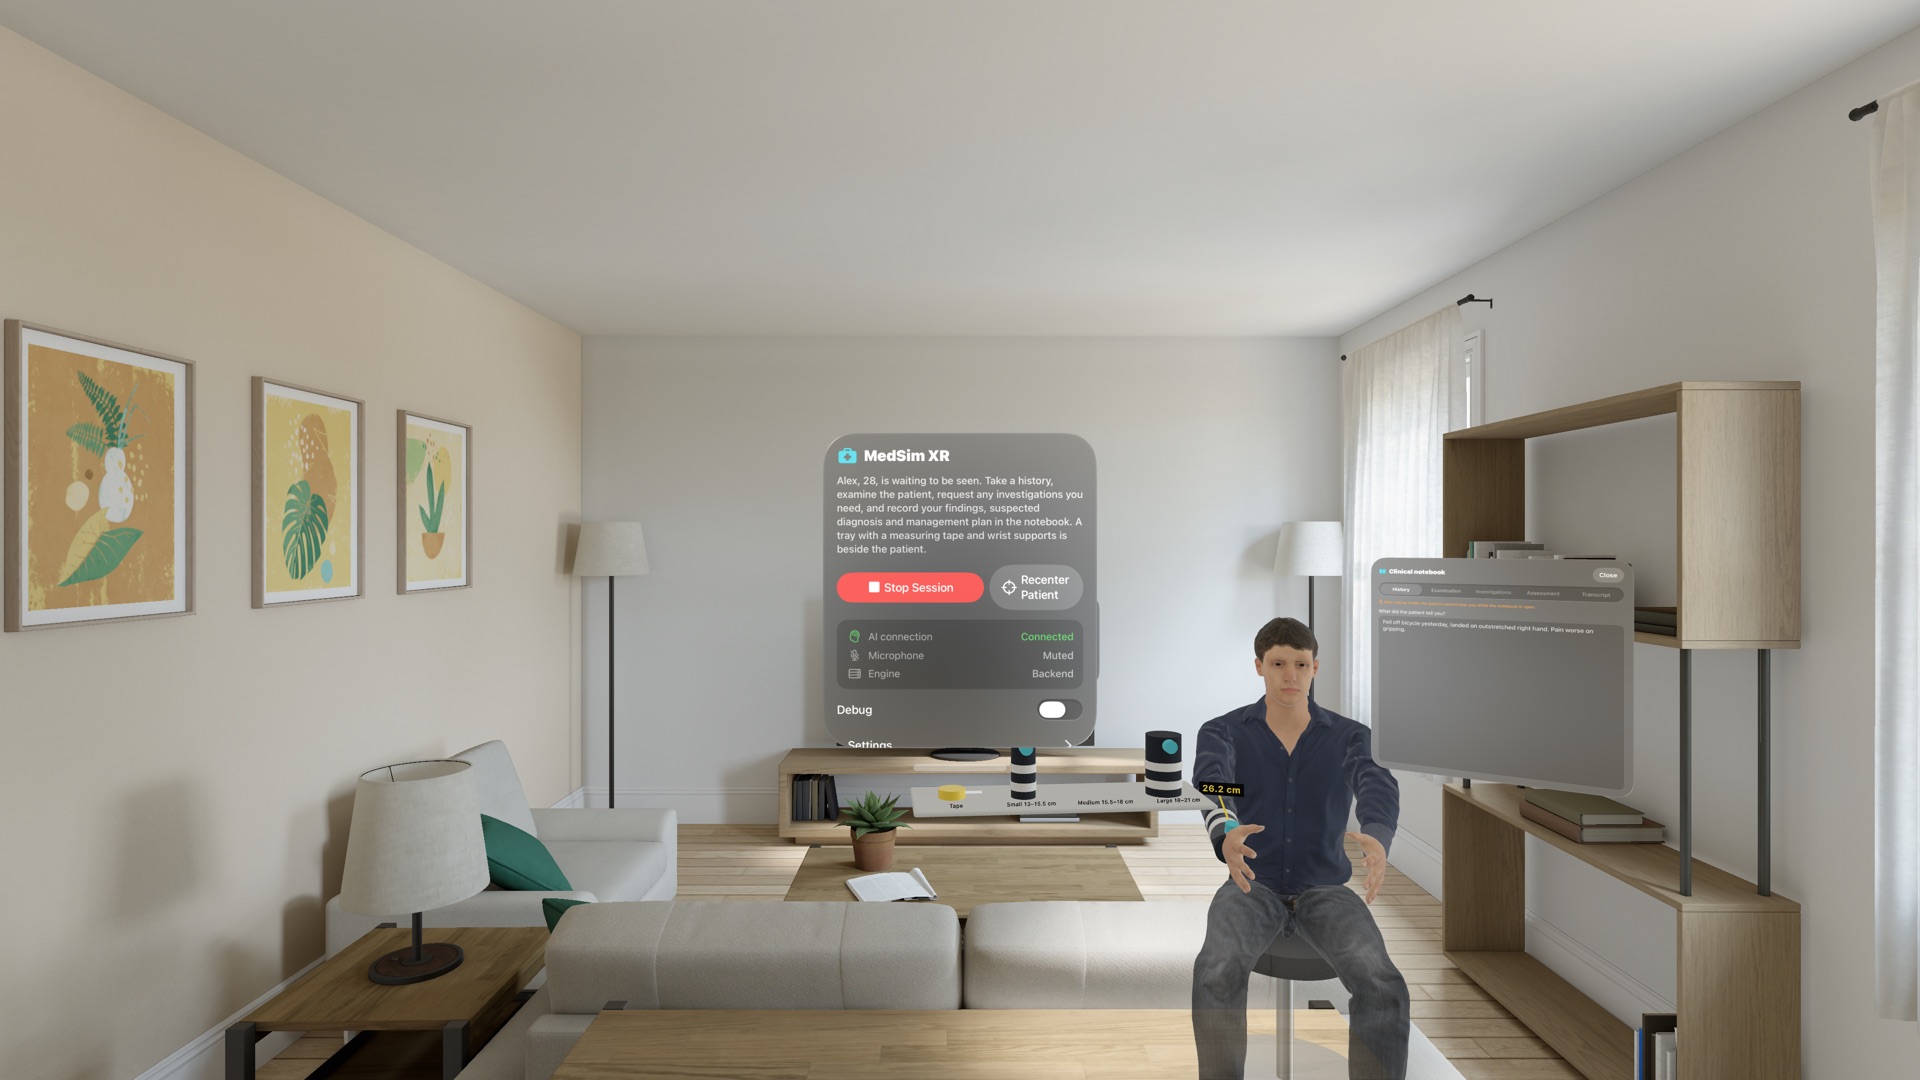 MedSim XR
Alex, 28, is waiting to be seen. Take a history,
examine the patient, request any investigations you
need, and record your findings, suspected
diagnosis and management plan in the notebook. A
tray with a measuring tape and wrist supports is
beside the patient.
Stop Session
Recenter
Patient
AI connection
Connected
Microphone
Muted
Engine
Backend
Debug
Settings
Clinical notebook
Close
History
Examination
Investigations
Assessment
Transcript
What did the patient tell you?
Fell off bicycle yesterday, landed on outstretched right hand. Pain worse on
gripping.
26.2 cm
Tape
Small 13–15.5 cm
Medium 15.5–18 cm
Large 18–21 cm